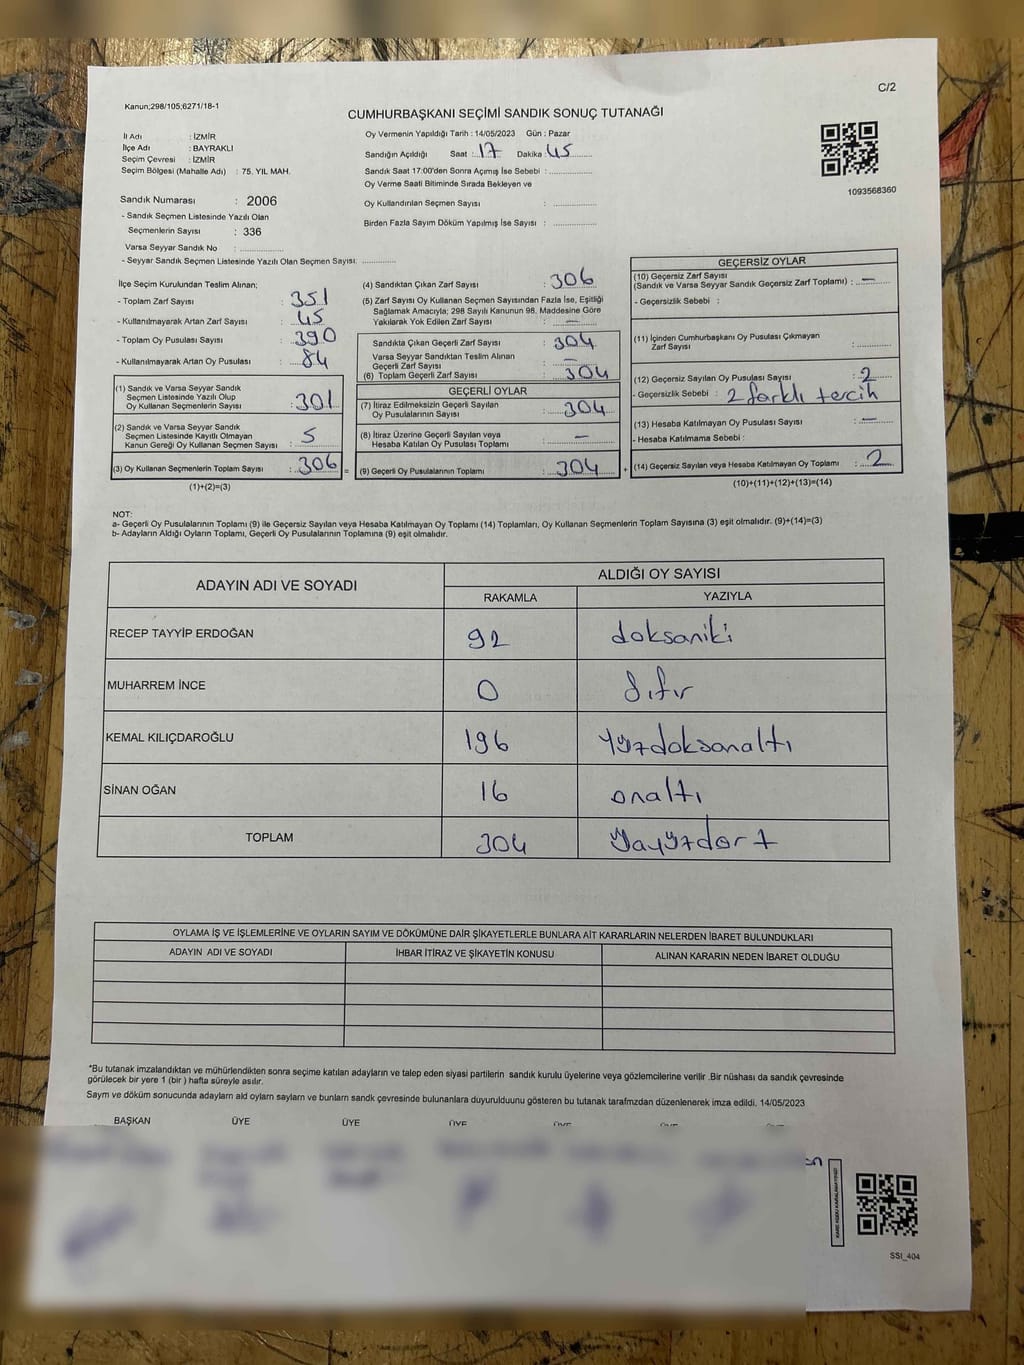 C/2
Kanun;298/105;6271/18-1
CUMHURBAŞKANI SEÇİMİ SANDIK SONUÇ TUTANAĞI
İl Adı : İZMİR
İlçe Adı : BAYRAKLI
Seçim Çevresi : İZMİR
Seçim Bölgesi (Mahalle Adı) : 75. YIL MAH.
Oy Vermenin Yapıldığı Tarih : 14/05/2023 Gün : Pazar
Sandığın Açıldığı Saat : 17 Dakika : 45
Sandık Saat 17:00'den Sonra Açımış İse Sebebi :
Oy Verme Saati Bitiminde Sırada Bekleyen ve
Oy Kullandırılan Seçmen Sayısı :
Birden Fazla Sayım Döküm Yapılmış İse Sayısı :
1093568360
Sandık Numarası : 2006
- Sandık Seçmen Listesinde Yazılı Olan
Seçmenlerin Sayısı : 336
Varsa Seyyar Sandık No :
- Seyyar Sandık Seçmen Listesinde Yazılı Olan Seçmen Sayısı:
İlçe Seçim Kurulundan Teslim Alınan;
- Toplam Zarf Sayısı : 351
- Kullanılmayarak Artan Zarf Sayısı : 45
- Toplam Oy Pusulası Sayısı : 390
- Kullanılmayarak Artan Oy Pusulası : 84
(1) Sandık ve Varsa Seyyar Sandık
Seçmen Listesinde Yazılı Olup
Oy Kullanan Seçmenlerin Sayısı : 301
(2) Sandık ve Varsa Seyyar Sandık
Seçmen Listesinde Kayıtlı Olmayan
Kanun Gereği Oy Kullanan Seçmen Sayısı : 5
(3) Oy Kullanan Seçmenlerin Toplam Sayısı : 306 =
(1)+(2)=(3)
(4) Sandıktan Çıkan Zarf Sayısı : 306
(5) Zarf Sayısı Oy Kullanan Seçmen Sayısından Fazla İse, Eşitliği
Sağlamak Amacıyla; 298 Sayılı Kanunun 98. Maddesine Göre
Yakılarak Yok Edilen Zarf Sayısı : —
Sandıkta Çıkan Geçerli Zarf Sayısı : 304
Varsa Seyyar Sandıktan Teslim Alınan
Geçerli Zarf Sayısı : —
(6) Toplam Geçerli Zarf Sayısı : 304
GEÇERLİ OYLAR
(7) İtiraz Edilmeksizin Geçerli Sayılan
Oy Pusulalarının Sayısı : 304
(8) İtiraz Üzerine Geçerli Sayılan veya
Hesaba Katılan Oy Pusulası Toplamı : —
(9) Geçerli Oy Pusulalarının Toplamı : 304 +
GEÇERSİZ OYLAR
(10) Geçersiz Zarf Sayısı
(Sandık ve Varsa Seyyar Sandık Geçersiz Zarf Toplamı) : —
- Geçersizlik Sebebi :
(11) İçinden Cumhurbaşkanı Oy Pusulası Çıkmayan
Zarf Sayısı :
(12) Geçersiz Sayılan Oy Pusulası Sayısı : 2
- Geçersizlik Sebebi : 2 farklı tercih
(13) Hesaba Katılmayan Oy Pusulası Sayısı : —
- Hesaba Katılmama Sebebi :
(14) Geçersiz Sayılan veya Hesaba Katılmayan Oy Toplamı : 2
(10)+(11)+(12)+(13)=(14)
NOT:
a- Geçerli Oy Pusulalarının Toplamı (9) ile Geçersiz Sayılan veya Hesaba Katılmayan Oy Toplamı (14) Toplamları, Oy Kullanan Seçmenlerin Toplam Sayısına (3) eşit olmalıdır. (9)+(14)=(3)
b- Adayların Aldığı Oyların Toplamı, Geçerli Oy Pusulalarının Toplamına (9) eşit olmalıdır.
ADAYIN ADI VE SOYADI
ALDIĞI OY SAYISI
RAKAMLA YAZIYLA
RECEP TAYYİP ERDOĞAN 92 doksaniki
MUHARREM İNCE 0 sıfır
KEMAL KILIÇDAROĞLU 196 yüzdoksanaltı
SİNAN OĞAN 16 onaltı
TOPLAM 304
OYLAMA İŞ VE İŞLEMLERİNE VE OYLARIN SAYIM VE DÖKÜMÜNE DAİR ŞİKAYETLERLE BUNLARA AİT KARARLARIN NELERDEN İBARET BULUNDUKLARI
ADAYIN ADI VE SOYADI İHBAR İTİRAZ VE ŞİKAYETİN KONUSU ALINAN KARARIN NEDEN İBARET OLDUĞU
*Bu tutanak imzalandıktan ve mühürlendikten sonra seçime katılan adayların ve talep eden siyasi partilerin sandık kurulu üyelerine veya gözlemcilerine verilir .Bir nüshası da sandık çevresinde
görülecek bir yere 1 (bir ) hafta süreyle asılır.
Sayım ve döküm sonucunda adayların ald oyların sayıları ve bunların sandk çevresinde bulunanlara duyurulduunu gösteren bu tutanak tarafmzdan düzenlenerek imza edildi. 14/05/2023
BAŞKAN ÜYE ÜYE ÜYE ÜYE ÜYE ÜYE
SSI_404